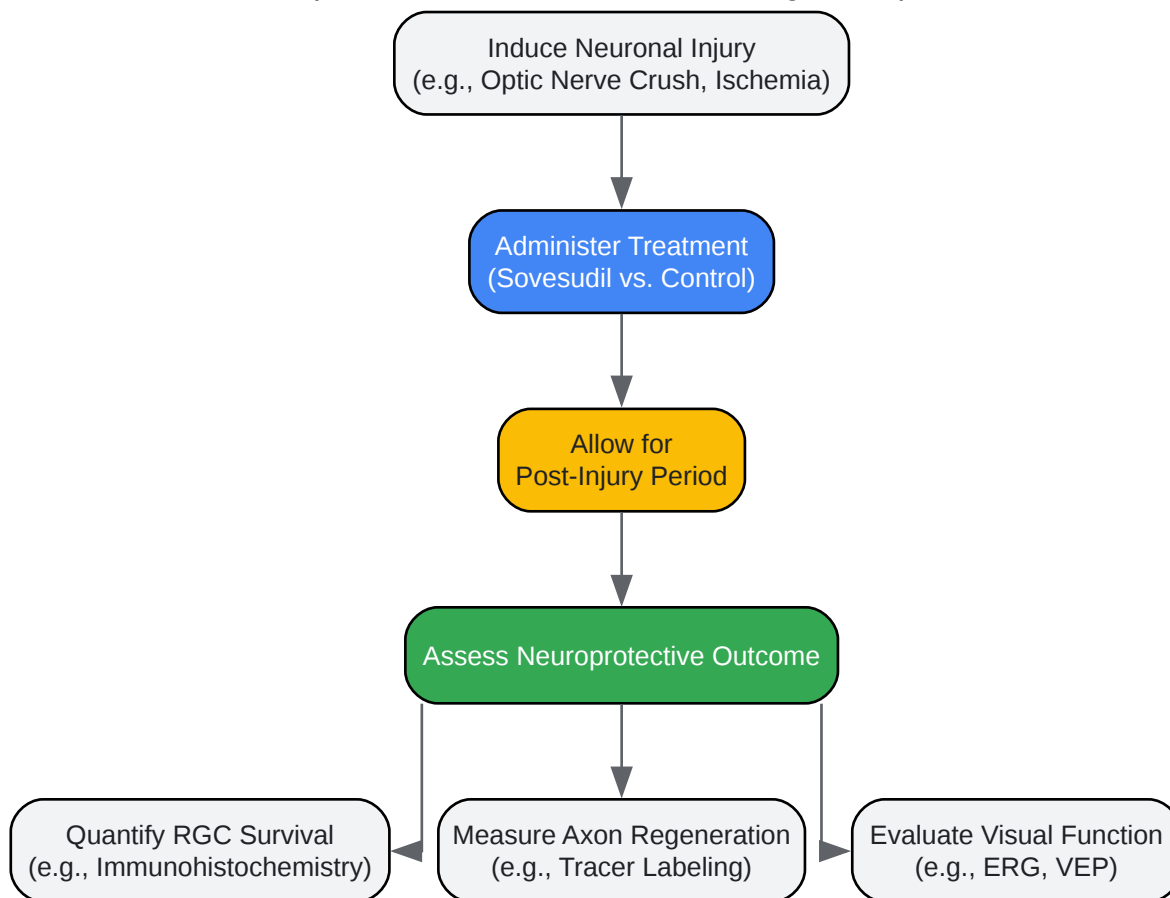 Induce Neuronal Injury
(e.g., Optic Nerve Crush, Ischemia)
Administer Treatment
(Sovesudil vs. Control)
Allow for
Post-Injury Period
Assess Neuroprotective Outcome
Quantify RGC Survival
(e.g., Immunohistochemistry)
Measure Axon Regeneration
(e.g., Tracer Labeling)
Evaluate Visual Function
(e.g., ERG, VEP)